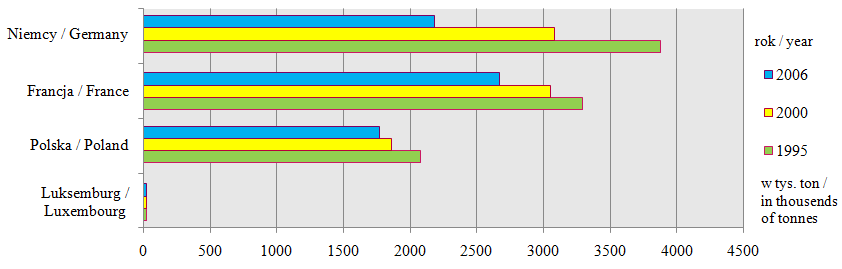 Niemcy / Germany
Francja / France
Polska / Poland
Luksemburg /
Luxembourg
0 500 1000 1500 2000 2500 3000 3500 4000 4500
rok / year
2006
2000
1995
w tys. ton /
in thousends
of tonnes